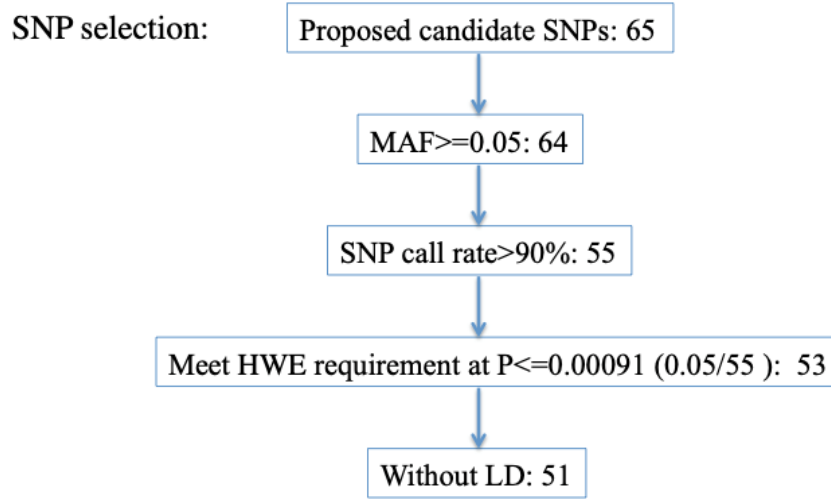 SNP selection:
Proposed candidate SNPs: 65
MAF>=0.05: 64
SNP call rate>90%: 55
Meet HWE requirement at P<=0.00091 (0.05/55 ):  53
Without LD: 51